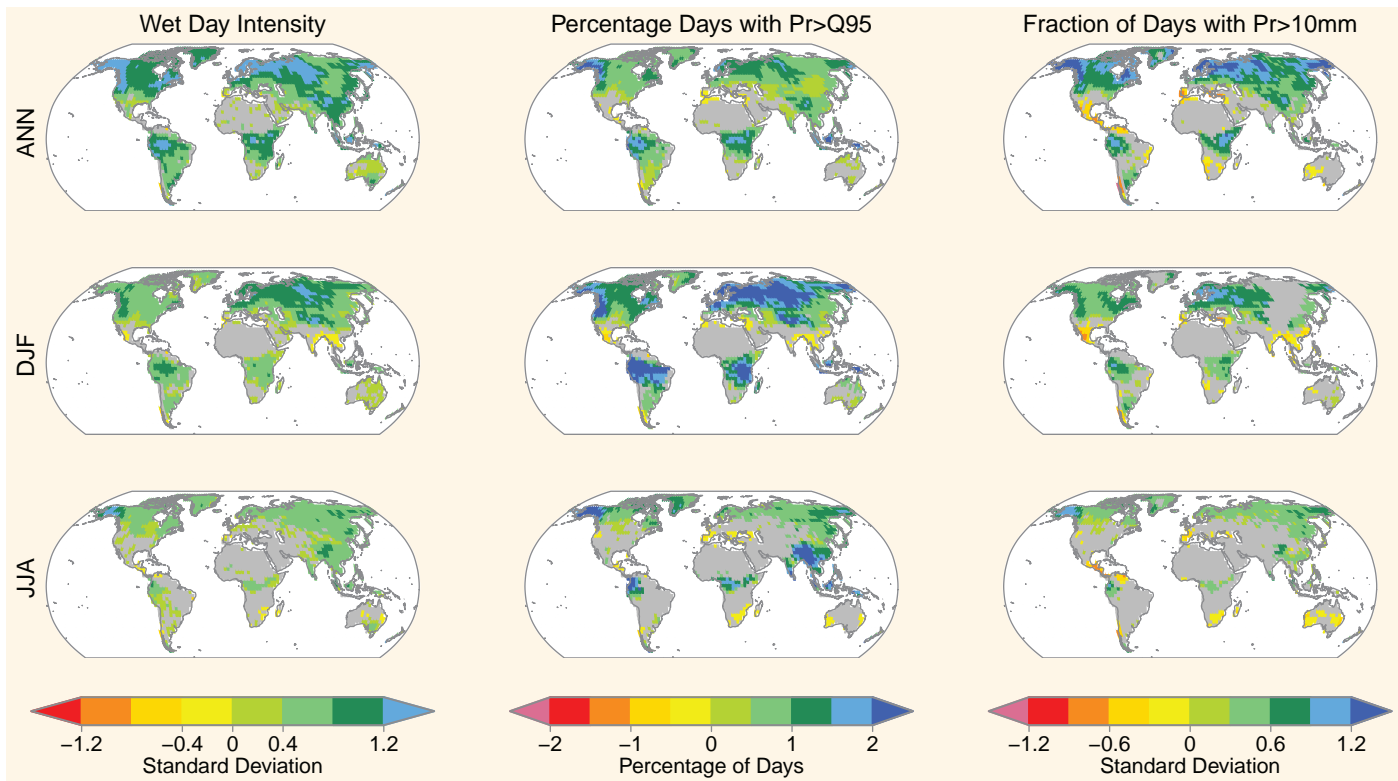 Wet Day Intensity
Percentage Days with Pr>Q95
Fraction of Days with Pr>10mm
ANN
DJF
JJA
−1.2 −0.4 0 0.4 1.2
Standard Deviation
−2 −1 0 1 2
Percentage of Days
−1.2 −0.6 0 0.6 1.2
Standard Deviation